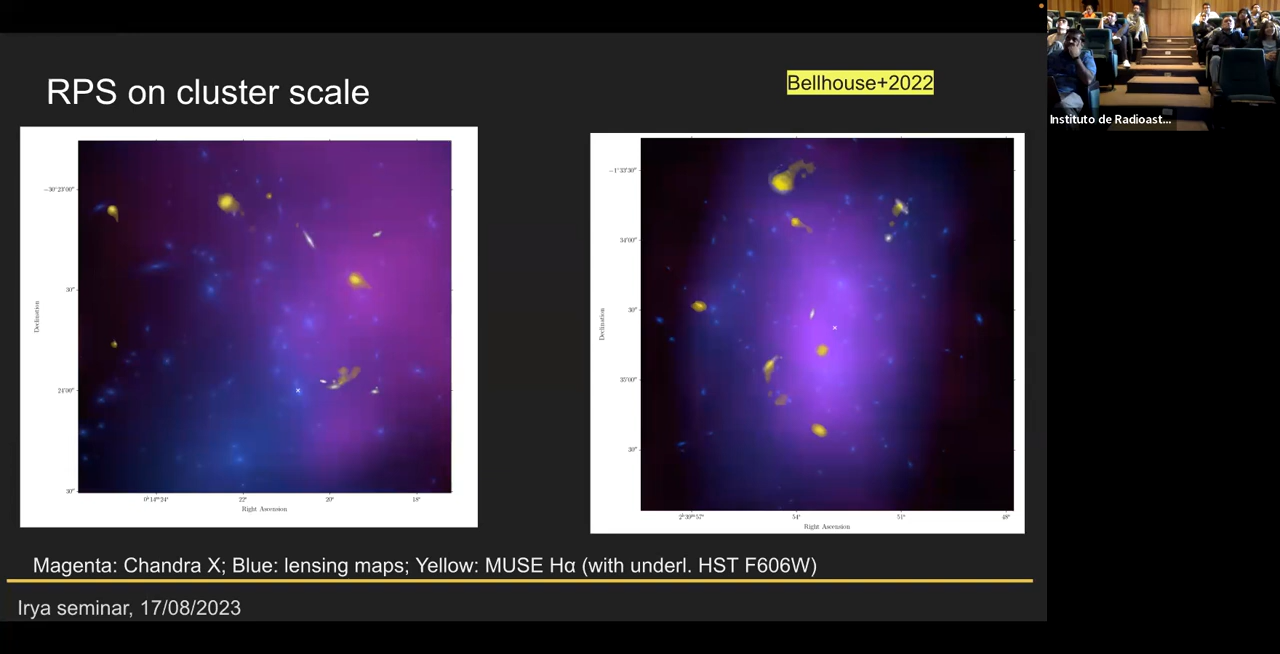 RPS on cluster scale
Bellhouse+2022
Instituto de Radioast...
−30°23'00"
30"
24'00"
30"
Declination
0ʰ14ᵐ24ˢ 22ˢ 20ˢ 18ˢ
Right Ascension
−1°33'30"
34'00"
30"
35'00"
30"
Declination
2ʰ39ᵐ57ˢ 54ˢ 51ˢ 48ˢ
Right Ascension
Magenta: Chandra X; Blue: lensing maps; Yellow: MUSE Hα (with underl. HST F606W)
Irya seminar, 17/08/2023